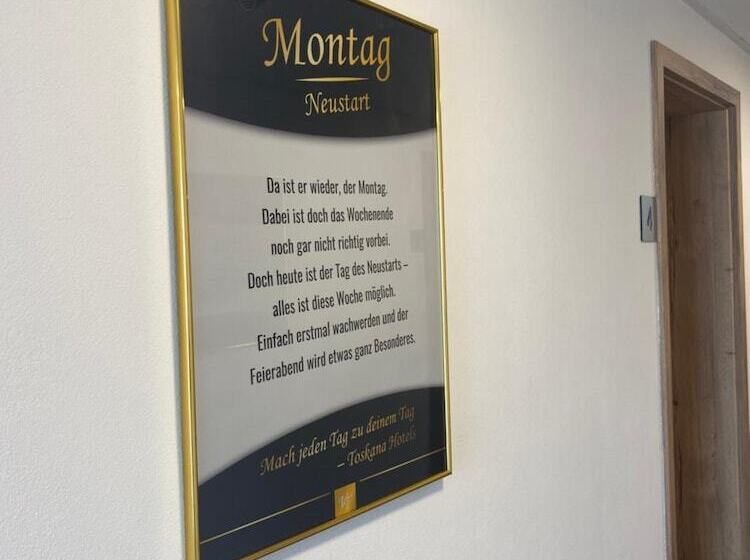 Montag
Neustart
Da ist er wieder, der Montag.
Dabei ist doch das Wochenende
noch gar nicht richtig vorbei.
Doch heute ist der Tag des Neustarts –
alles ist diese Woche möglich.
Einfach erstmal wachwerden und der
Feierabend wird etwas ganz Besonderes.
Mach jeden Tag zu deinem Tag
– Toskana Hotels